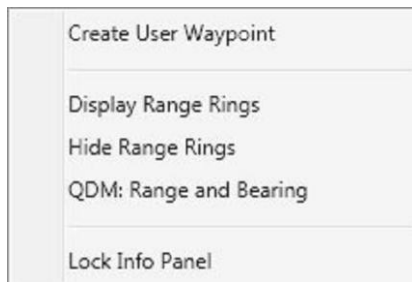 Create User Waypoint
Display Range Rings
Hide Range Rings
QDM: Range and Bearing
Lock Info Panel